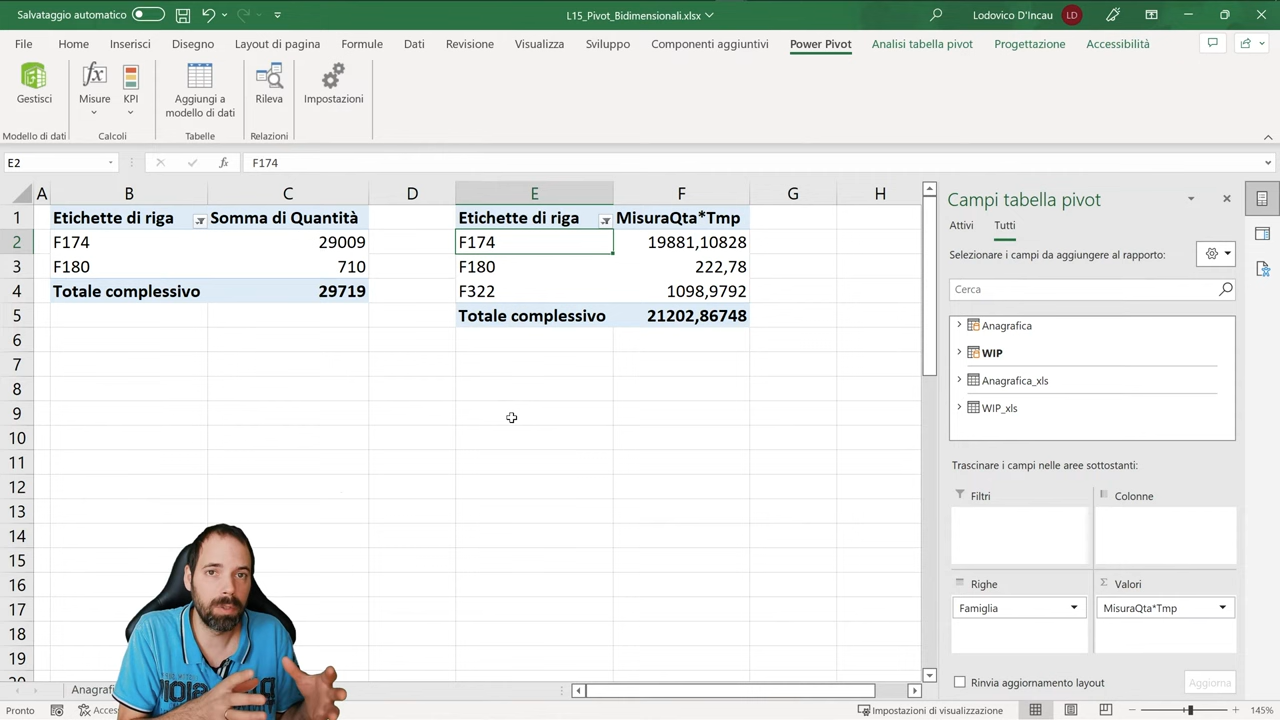 Salvataggio automatico
L15_Pivot_Bidimensionali.xlsx
Lodovico D'Incau LD
File Home Inserisci Disegno Layout di pagina Formule Dati Revisione Visualizza Sviluppo Componenti aggiuntivi Power Pivot Analisi tabella pivot Progettazione Accessibilità
Gestisci
Misure
KPI
Aggiungi a
modello di dati
Rileva
Impostazioni
Modello di dati Calcoli Tabelle Relazioni
E2 fx F174
A B C D E F G H
1 Etichette di riga Somma di Quantità Etichette di riga MisuraQta*Tmp
2 F174 29009 F174 19881,10828
3 F180 710 F180 222,78
4 Totale complessivo 29719 F322 1098,9792
5 Totale complessivo 21202,86748
6
7
8
9
10
11
12
13
14
15
16
17
18
19
Campi tabella pivot
Attivi Tutti
Selezionare i campi da aggiungere al rapporto:
Cerca
Anagrafica
WIP
Anagrafica_xls
WIP_xls
Trascinare i campi nelle aree sottostanti:
Filtri Colonne
Righe Σ Valori
Famiglia MisuraQta*Tmp
Rinvia aggiornamento layout Aggiorna
Pronto
Impostazioni di visualizzazione
145%